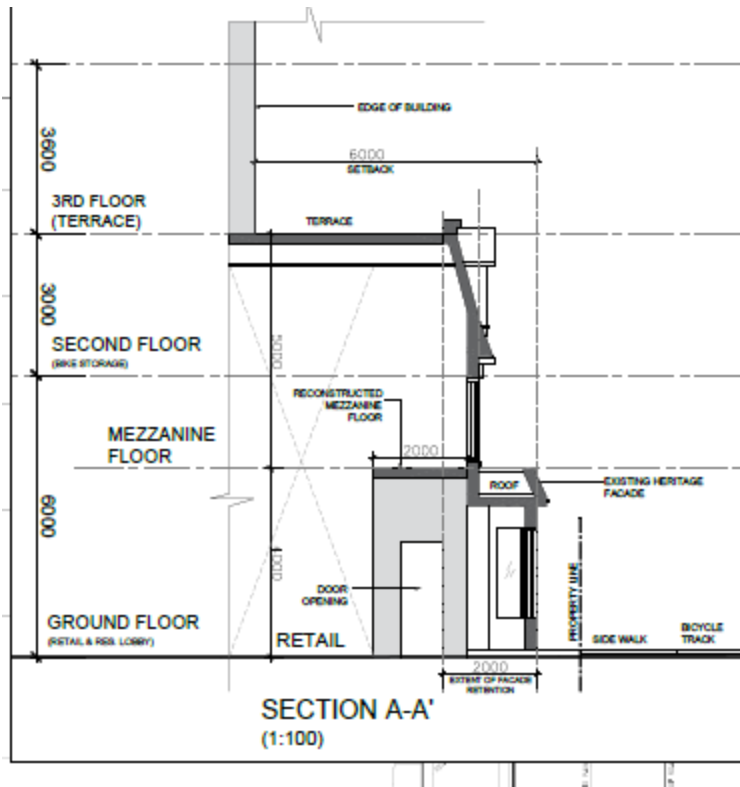 EDGE OF BUILDING
3600
6000
SETBACK
3RD FLOOR
(TERRACE)
TERRACE
3000
SECOND FLOOR
(BIKE STORAGE)
5000
RECONSTRUCTED
MEZZANINE
FLOOR
MEZZANINE
FLOOR
2000
ROOF
EXISTING HERITAGE
FACADE
6000
4000
DOOR
OPENING
PROPERTY LINE
GROUND FLOOR
(RETAIL & RES. LOBBY)
RETAIL
SIDE WALK
BICYCLE
TRACK
2000
EXTENT OF FACADE
RETENTION
SECTION A-A'
(1:100)